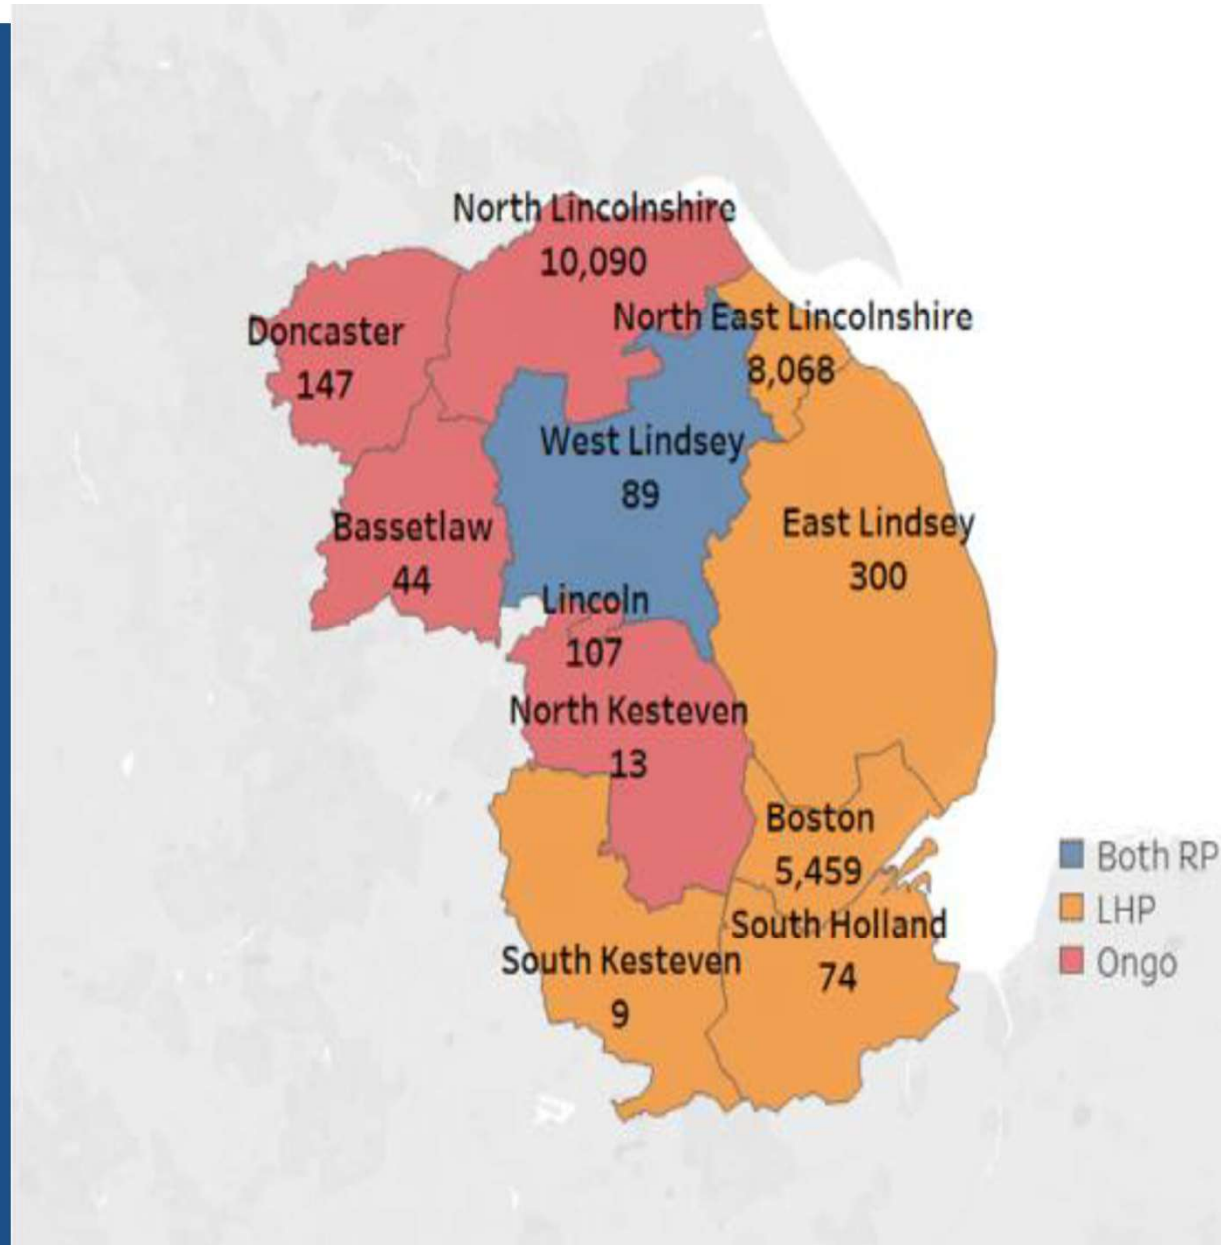 North Lincolnshire
10,090
North East Lincolnshire
8,068
Doncaster
147
West Lindsey
89
East Lindsey
300
Bassetlaw
44
Lincoln
107
North Kesteven
13
Boston
5,459
South Holland
74
South Kesteven
9
Both RP
LHP
Ongo